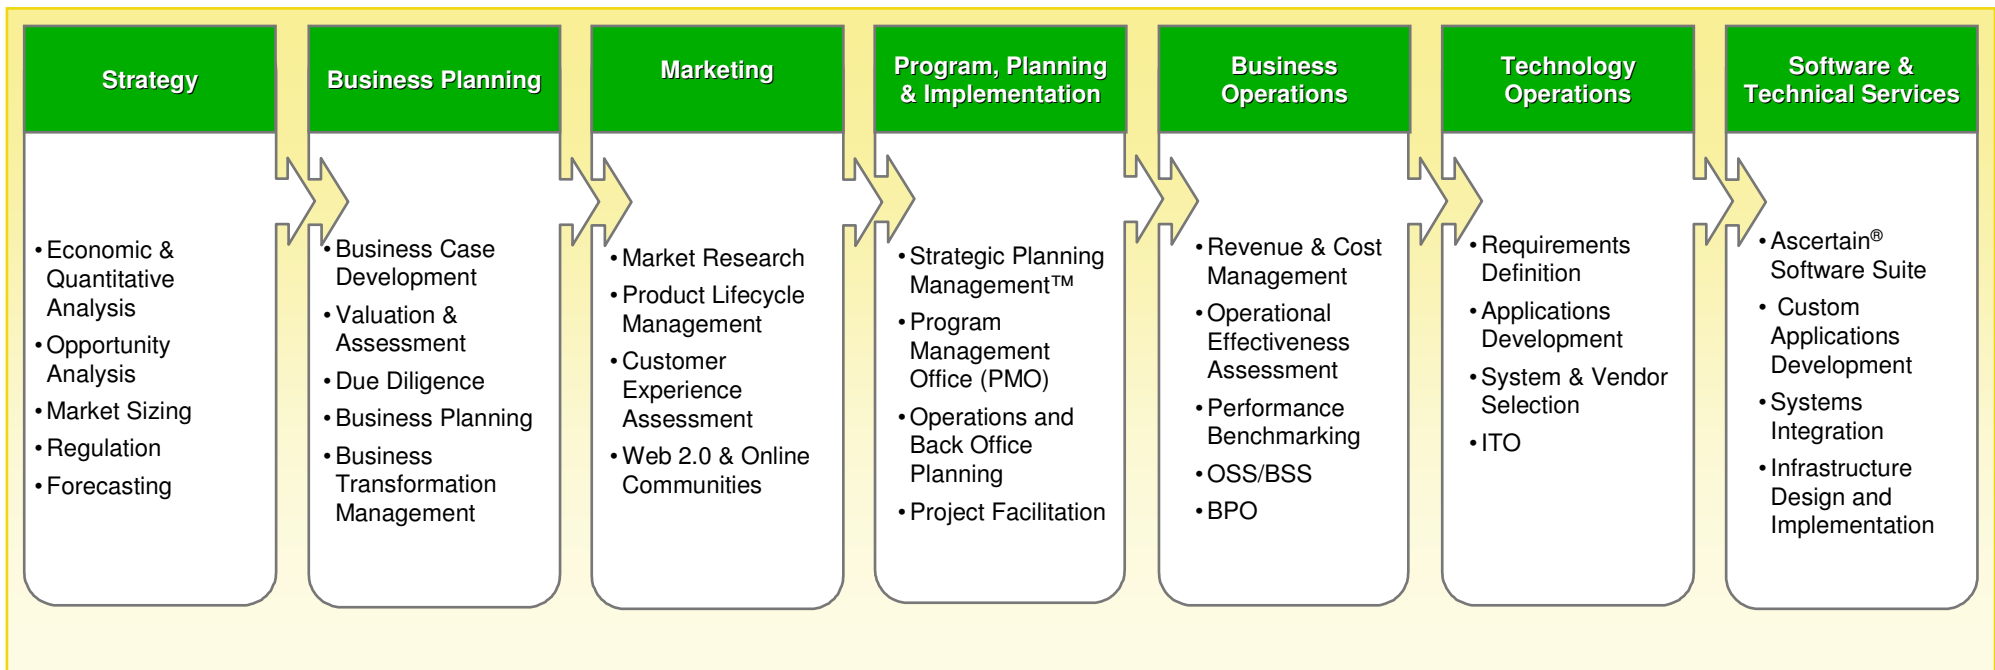 Strategy
• Economic &
Quantitative
Analysis
• Opportunity
Analysis
• Market Sizing
• Regulation
• Forecasting
Business Planning
• Business Case
Development
• Valuation &
Assessment
• Due Diligence
• Business Planning
• Business
Transformation
Management
Marketing
• Market Research
• Product Lifecycle
Management
• Customer
Experience
Assessment
• Web 2.0 & Online
Communities
Program, Planning
& Implementation
• Strategic Planning
Management™
• Program
Management
Office (PMO)
• Operations and
Back Office
Planning
• Project Facilitation
Business
Operations
• Revenue & Cost
Management
• Operational
Effectiveness
Assessment
• Performance
Benchmarking
• OSS/BSS
• BPO
Technology
Operations
• Requirements
Definition
• Applications
Development
• System & Vendor
Selection
• ITO
Software &
Technical Services
• Ascertain®
Software Suite
• Custom
Applications
Development
• Systems
Integration
• Infrastructure
Design and
Implementation